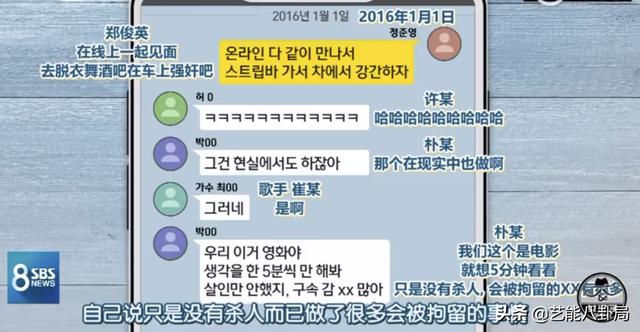 2016年1月1日
2016년 1월 1일
정준영
郑俊英
在线上一起见面
去脱衣舞酒吧在车上强奸吧
온라인 다 같이 만나서
스트립바 가서 차에서 강간하자
허 0
ㅋㅋㅋㅋㅋㅋㅋㅋㅋㅋㅋㅋ
许某
哈哈哈哈哈哈哈哈哈
박00
그건 현실에서도 하잖아
朴某
那个在现实中也做啊
가수 최00
그러네
歌手 崔某
是啊
박00
우리 이거 영화야
생각을 한 5분씩 만 해봐
살인만 안했지, 구속 감 xx 많아
朴某
我们这个是电影
就想5分钟看看
只是没有杀人,会被拘留的XX有太多
8 SBS
NEWS
自己说只是没有杀人而已做了很多会被拘留的事情
头条 @艺能八卦局